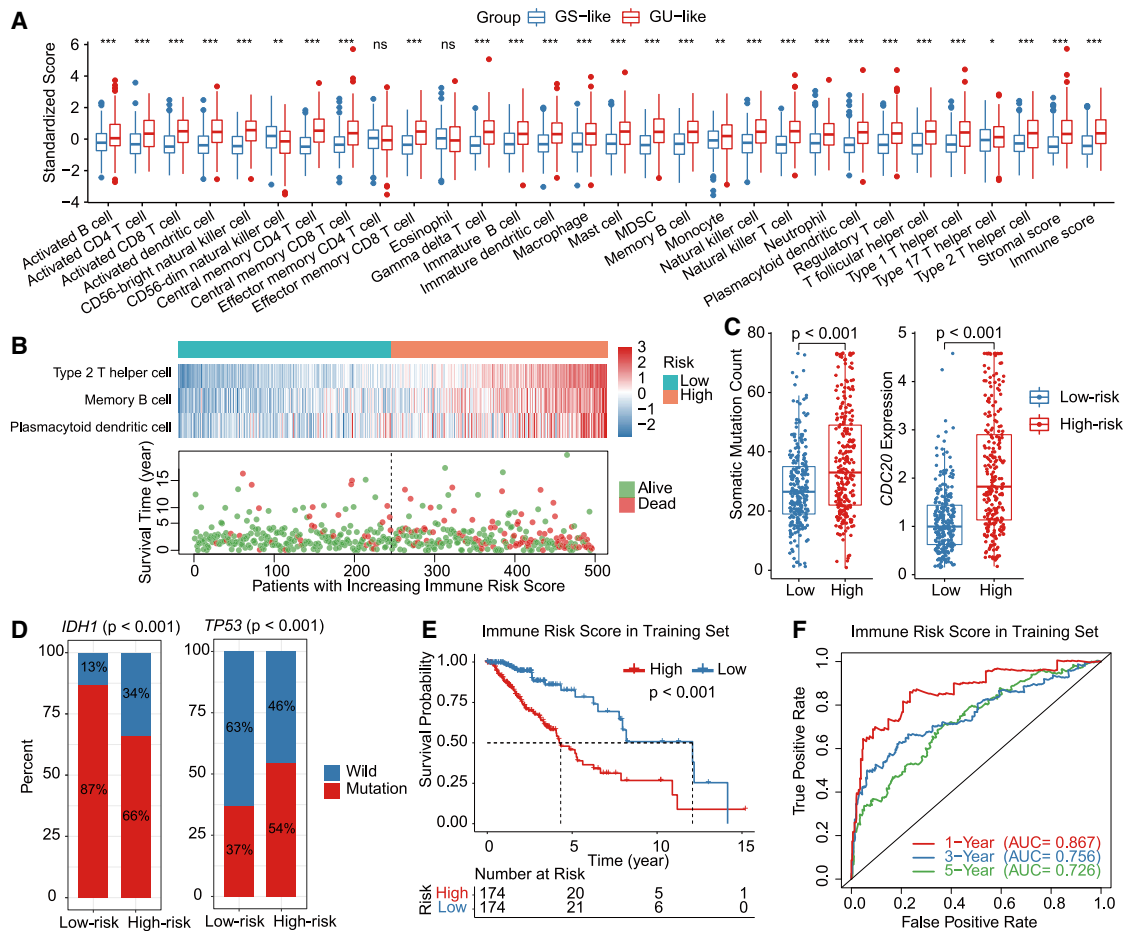 A
Group GS-like GU-like
Standardized Score
6
4
2
0
−2
−4
*** *** *** *** *** ** *** *** ns *** ns *** *** *** *** *** *** *** ** *** *** *** *** *** *** *** * *** *** ***
Activated B cell
Activated CD4 T cell
Activated CD8 T cell
Activated dendritic cell
CD56-bright natural killer cell
CD56-dim natural killer cell
Central memory CD4 T cell
Central memory CD8 T cell
Effector memory CD4 T cell
Effector memory CD8 T cell
Eosinophil
Gamma delta T cell
Immature B cell
Immature dendritic cell
Macrophage
Mast cell
MDSC
Memory B cell
Monocyte
Natural killer cell
Natural killer T cell
Neutrophil
Plasmacytoid dendritic cell
Regulatory T cell
T follicular helper cell
Type 1 T helper cell
Type 17 T helper cell
Type 2 T helper cell
Stromal score
Immune score
B
Type 2 T helper cell
Memory B cell
Plasmacytoid dendritic cell
3
2
1
0
−1
−2
Risk
Low
High
Survival Time (year)
15
10
5
0
Alive
Dead
0 100 200 300 400 500
Patients with Increasing Immune Risk Score
C
p < 0.001
Somatic Mutation Count
80
60
40
20
0
Low High
p < 0.001
CDC20 Expression
5
4
3
2
1
0
Low High
Low-risk
High-risk
D
IDH1 (p < 0.001)
TP53 (p < 0.001)
Percent
100
75
50
25
0
13%
87%
34%
66%
Low-risk High-risk
100
75
50
25
0
63%
37%
46%
54%
Low-risk High-risk
Wild
Mutation
E
Immune Risk Score in Training Set
High Low
p < 0.001
Survival Probability
1.00
0.75
0.50
0.25
0.00
0 5 10 15
Time (year)
Number at Risk
Risk
High 174 20 5 1
Low 174 21 6 0
F
Immune Risk Score in Training Set
True Positive Rate
1.0
0.8
0.6
0.4
0.2
0.0
1−Year (AUC= 0.867)
3−Year (AUC= 0.756)
5−Year (AUC= 0.726)
0.0 0.2 0.4 0.6 0.8 1.0
False Positive Rate